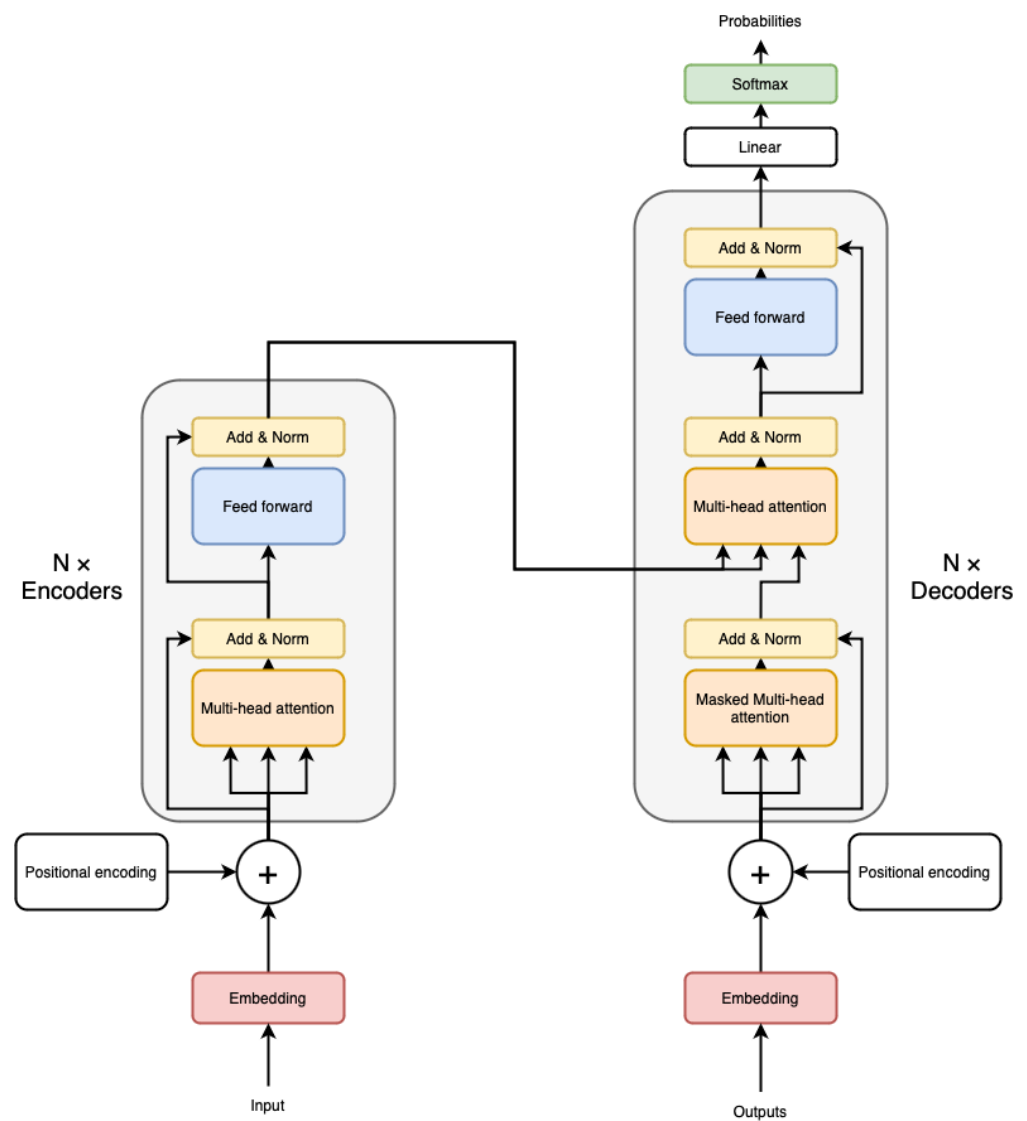 Probabilities
Softmax
Linear
Add & Norm
Feed forward
Add & Norm
Multi-head attention
Add & Norm
Masked Multi-head
attention
N ×
Decoders
Positional encoding
+
Embedding
Outputs
Add & Norm
Feed forward
Add & Norm
Multi-head attention
N ×
Encoders
Positional encoding
+
Embedding
Input